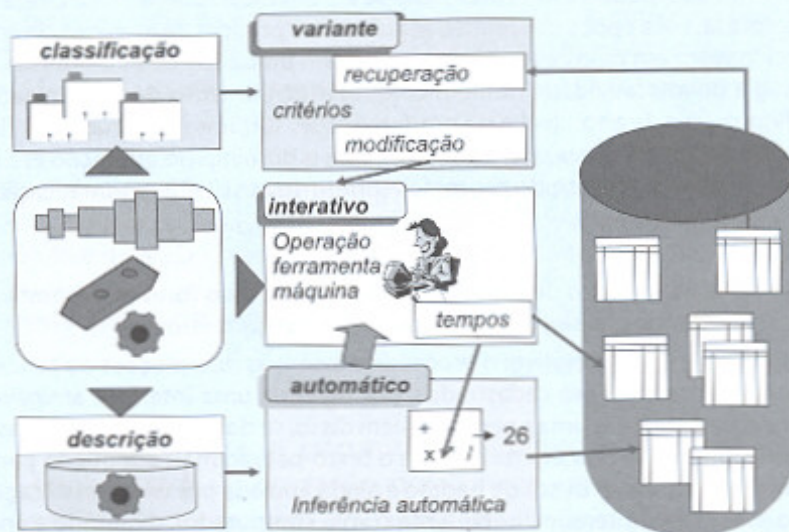 classificação
variante
recuperação
critérios
modificação
interativo
Operação
ferramenta
máquina
tempos
automático
+
x /
26
Inferência automática
descrição